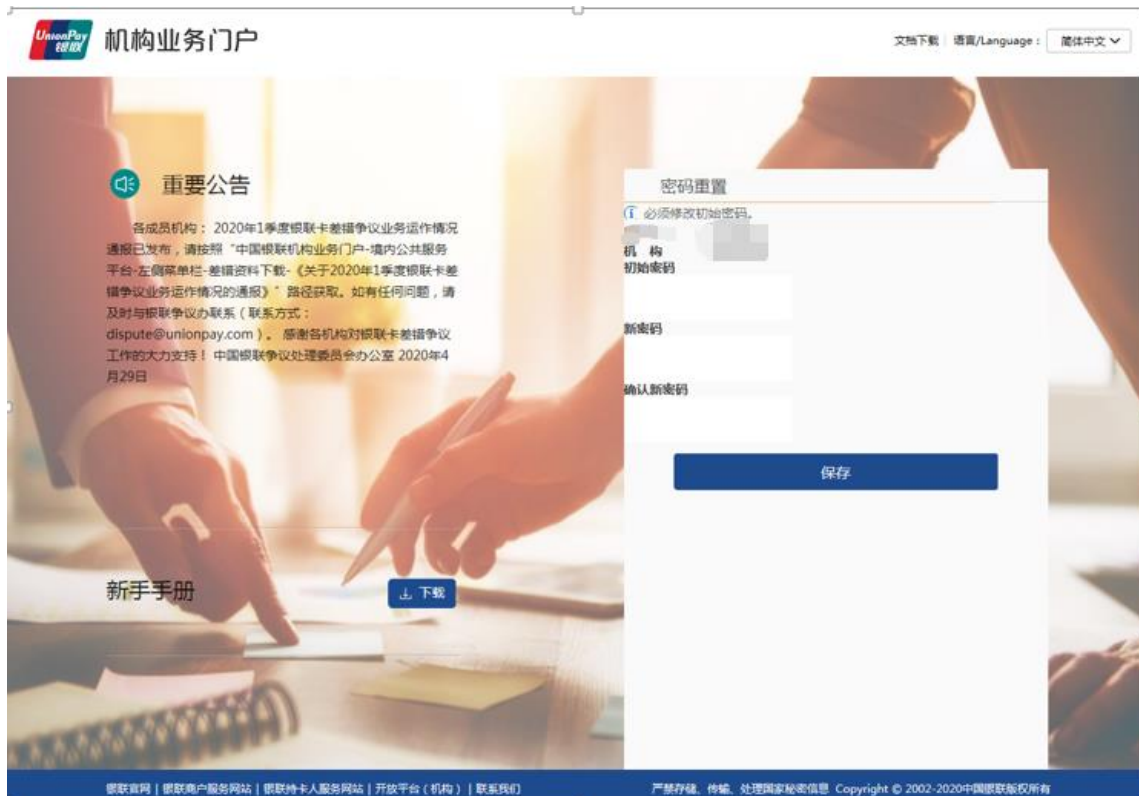 UnionPay
银联
机构业务门户
文档下载 | 语言/Language： 简体中文
重要公告
各成员机构： 2020年1季度银联卡差错争议业务运作情况
通报已发布，请按照“中国银联机构业务门户-境内公共服务
平台-左侧菜单栏-差错资料下载-《关于2020年1季度银联卡差
错争议业务运作情况的通报》”路径获取。如有任何问题，请
及时与银联争议办联系（联系方式：
dispute@unionpay.com）。 感谢各机构对银联卡差错争议
工作的大力支持！ 中国银联争议处理委员会办公室 2020年4
月29日
新手手册
下载
密码重置
必须修改初始密码。
机 构
初始密码
新密码
确认新密码
保存
银联官网 | 银联商户服务网站 | 银联持卡人服务网站 | 开放平台（机构） | 联系我们
严禁存储、传输、处理国家秘密信息 Copyright © 2002-2020中国银联版权所有